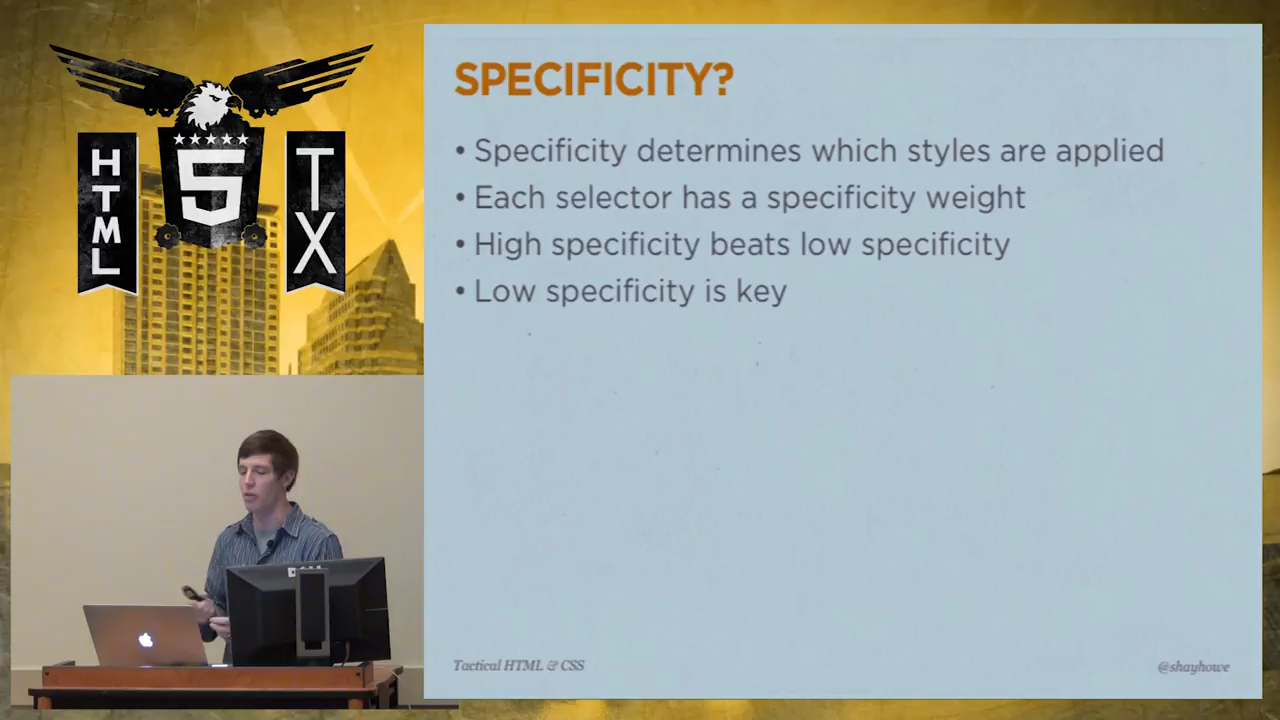 HTML
5
TX
SPECIFICITY?
• Specificity determines which styles are applied
• Each selector has a specificity weight
• High specificity beats low specificity
• Low specificity is key
Tactical HTML & CSS
@shayhowe